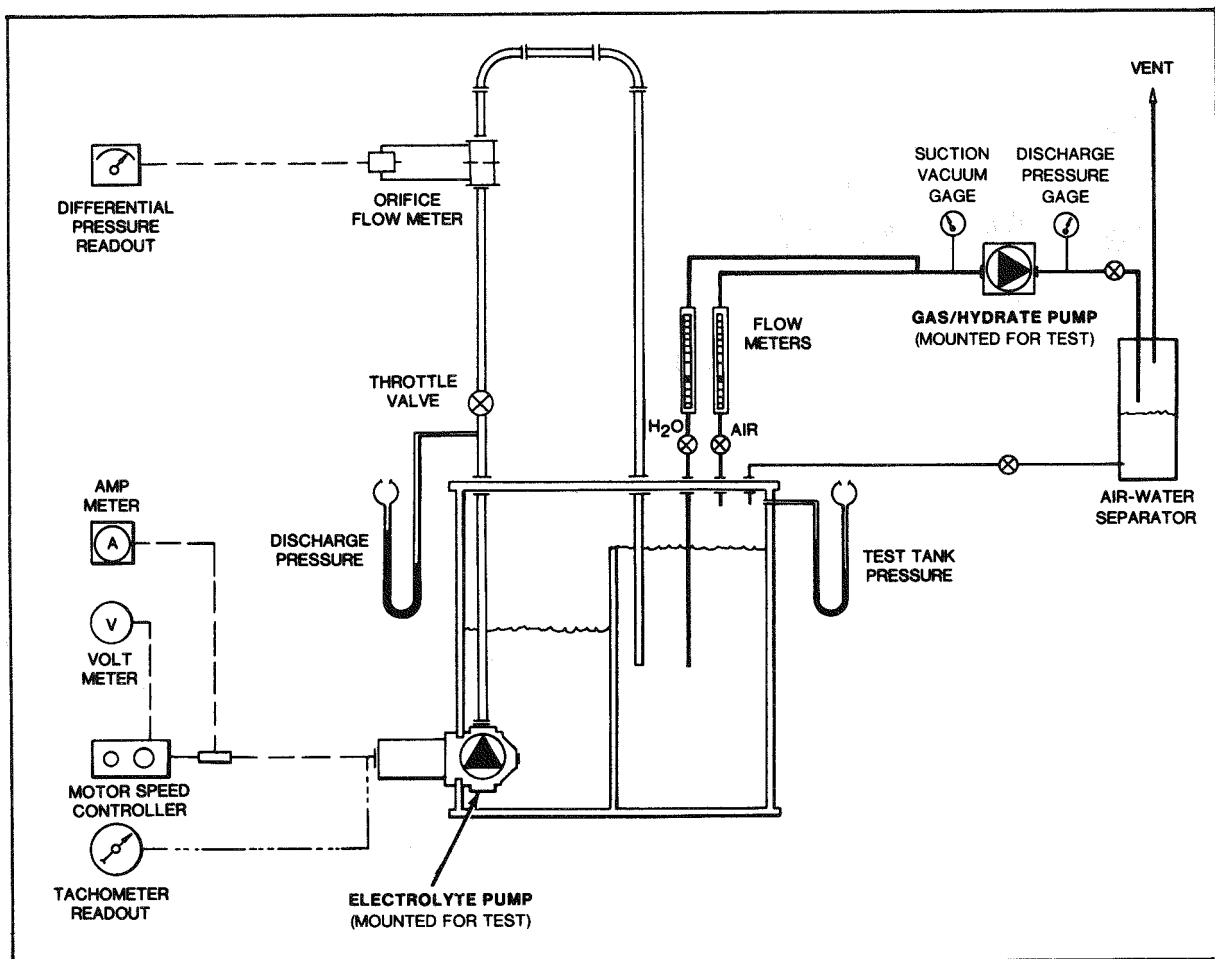 VENT
SUCTION
VACUUM
GAGE
DISCHARGE
PRESSURE
GAGE
DIFFERENTIAL
PRESSURE
READOUT
ORIFICE
FLOW METER
FLOW
METERS
GAS/HYDRATE PUMP
(MOUNTED FOR TEST)
THROTTLE
VALVE
H₂O
AIR
AMP
METER
A
DISCHARGE
PRESSURE
TEST TANK
PRESSURE
AIR-WATER
SEPARATOR
V
VOLT
METER
MOTOR SPEED
CONTROLLER
TACHOMETER
READOUT
ELECTROLYTE PUMP
(MOUNTED FOR TEST)